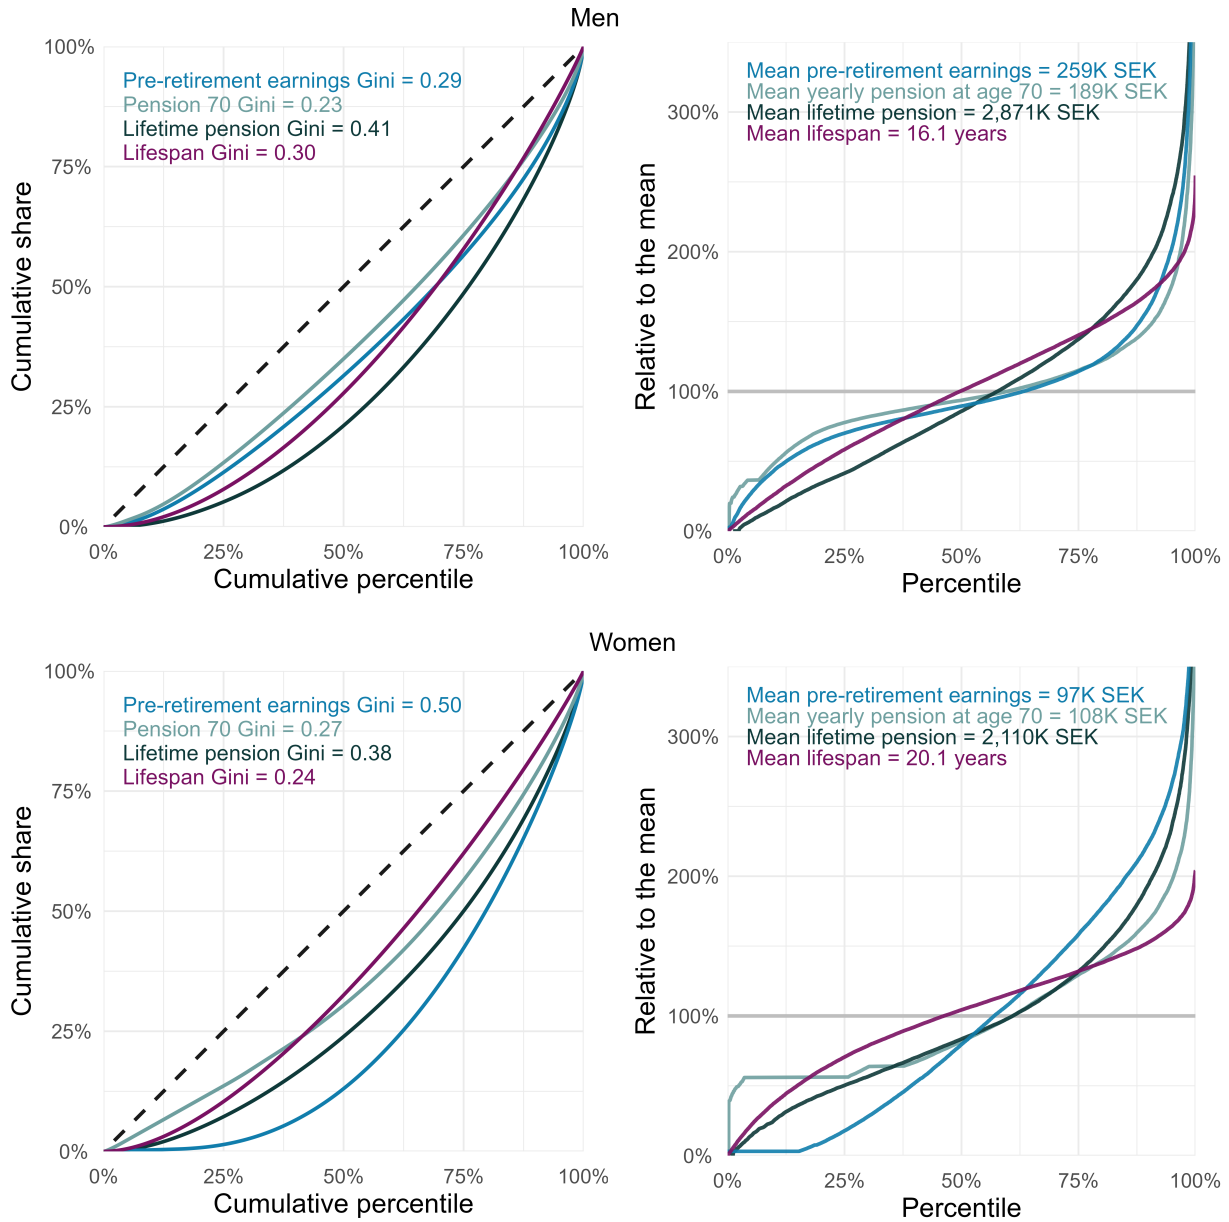 Men
100%
75%
50%
25%
0%
Cumulative share
Pre-retirement earnings Gini = 0.29
Pension 70 Gini = 0.23
Lifetime pension Gini = 0.41
Lifespan Gini = 0.30
0% 25% 50% 75% 100%
Cumulative percentile
300%
200%
100%
0%
Relative to the mean
Mean pre-retirement earnings = 259K SEK
Mean yearly pension at age 70 = 189K SEK
Mean lifetime pension = 2,871K SEK
Mean lifespan = 16.1 years
0% 25% 50% 75% 100%
Percentile
Women
100%
75%
50%
25%
0%
Cumulative share
Pre-retirement earnings Gini = 0.50
Pension 70 Gini = 0.27
Lifetime pension Gini = 0.38
Lifespan Gini = 0.24
0% 25% 50% 75% 100%
Cumulative percentile
300%
200%
100%
0%
Relative to the mean
Mean pre-retirement earnings = 97K SEK
Mean yearly pension at age 70 = 108K SEK
Mean lifetime pension = 2,110K SEK
Mean lifespan = 20.1 years
0% 25% 50% 75% 100%
Percentile